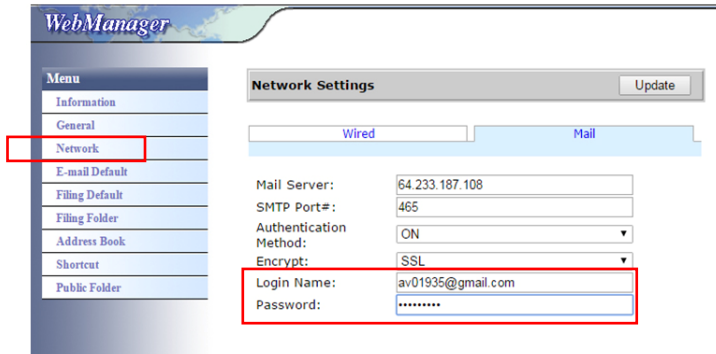 WebManager
Menu
Information
General
Network
E-mail Default
Filing Default
Filing Folder
Address Book
Shortcut
Public Folder
Network Settings
Update
Wired
Mail
Mail Server: 64.233.187.108
SMTP Port#: 465
Authentication
Method: ON
Encrypt: SSL
Login Name: av01935@gmail.com
Password: •••••••••